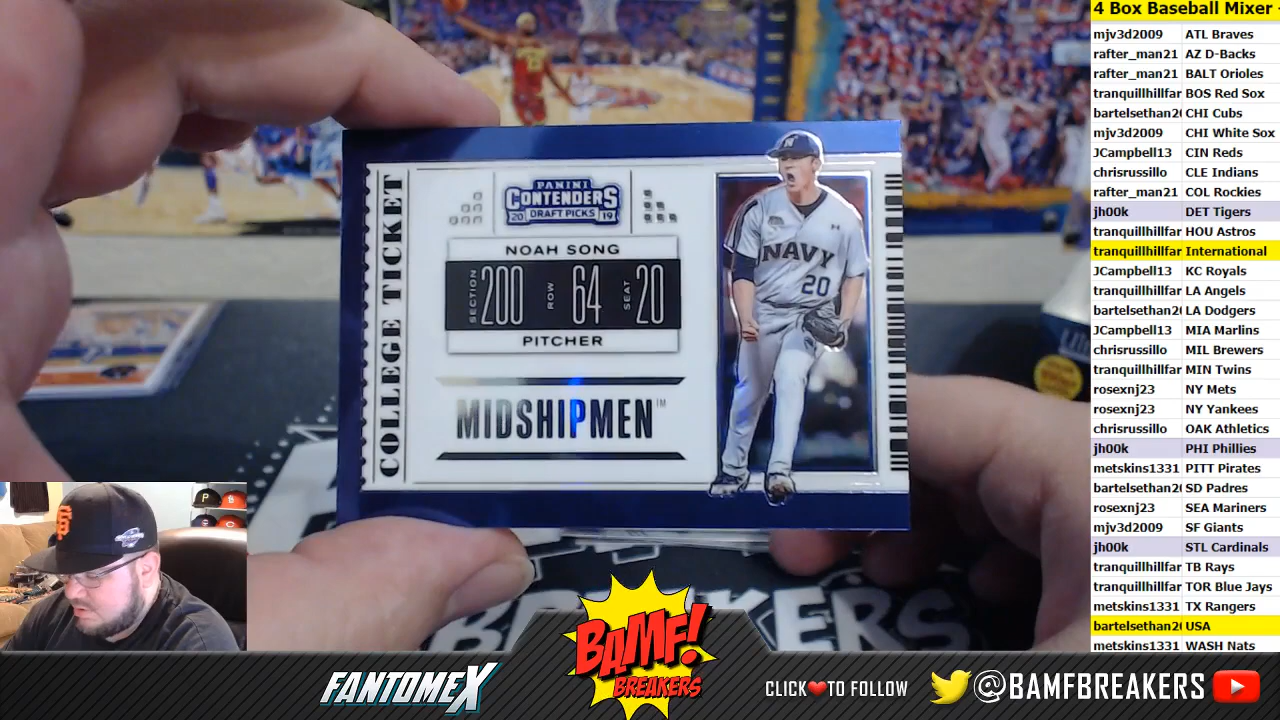 COLLEGE TICKET
PANINI
CONTENDERS
20 DRAFT PICKS 19
NOAH SONG
SECTION 200 ROW 64 SEAT 20
PITCHER
MIDSHIPMEN™
N
NAVY
20
4 Box Baseball Mixer -
mjv3d2009 ATL Braves
rafter_man21 AZ D-Backs
rafter_man21 BALT Orioles
tranquillhillfar BOS Red Sox
bartelsethan2 CHI Cubs
mjv3d2009 CHI White Sox
JCampbell13 CIN Reds
chrisrussillo CLE Indians
rafter_man21 COL Rockies
jh00k DET Tigers
tranquillhillfar HOU Astros
tranquillhillfar International
JCampbell13 KC Royals
tranquillhillfar LA Angels
bartelsethan2 LA Dodgers
JCampbell13 MIA Marlins
chrisrussillo MIL Brewers
tranquillhillfar MIN Twins
rosexnj23 NY Mets
rosexnj23 NY Yankees
chrisrussillo OAK Athletics
jh00k PHI Phillies
metskins1331 PITT Pirates
bartelsethan2 SD Padres
rosexnj23 SEA Mariners
mjv3d2009 SF Giants
jh00k STL Cardinals
tranquillhillfar TB Rays
tranquillhillfar TOR Blue Jays
metskins1331 TX Rangers
bartelsethan2 USA
metskins1331 WASH Nats
SF
P
BREAKERS
BAMF!
BREAKERS
FANTOMEX
CLICK❤TO FOLLOW
@BAMFBREAKERS